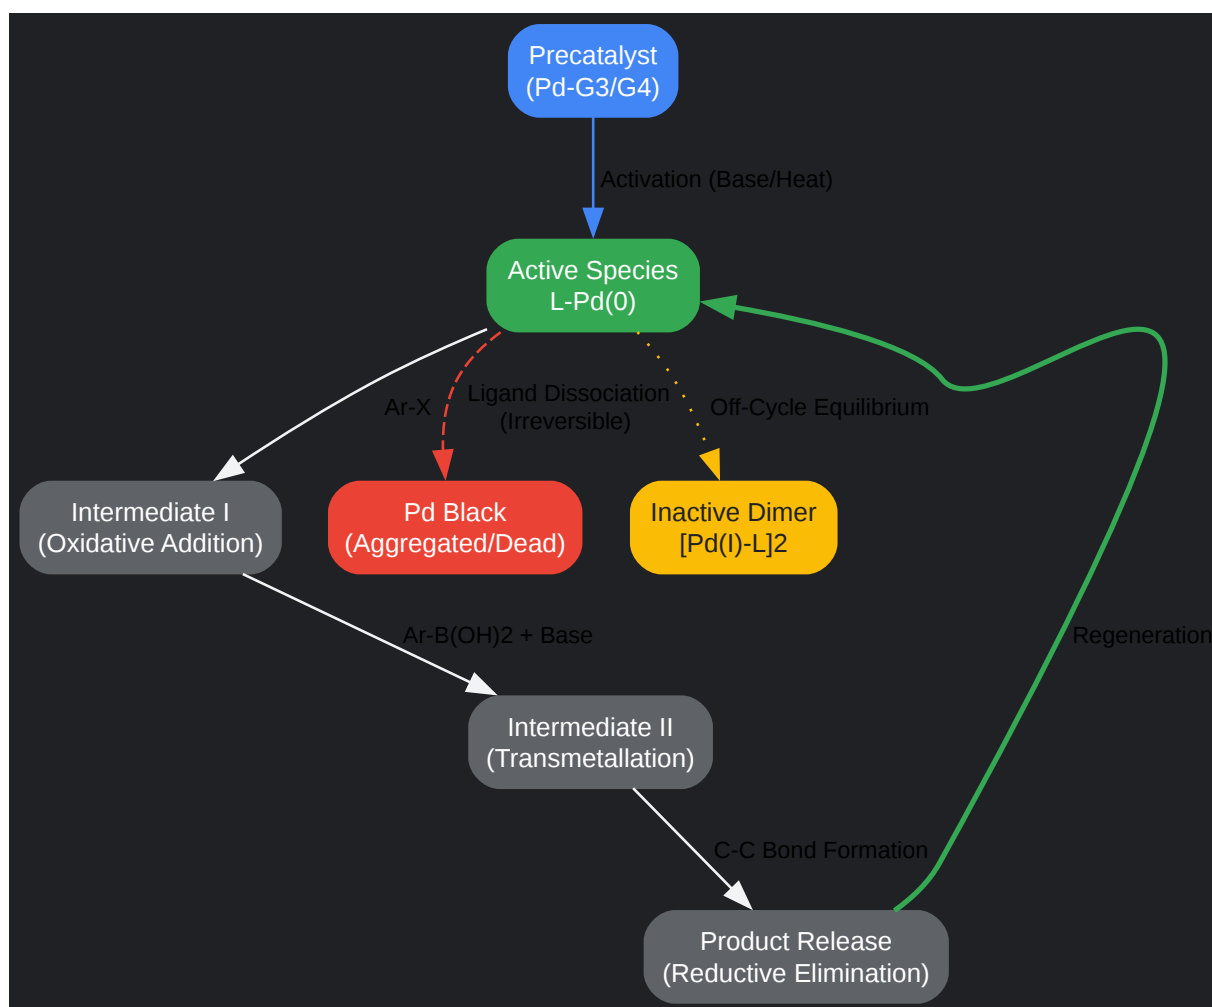 Precatalyst
(Pd-G3/G4)
Activation (Base/Heat)
Active Species
L-Pd(0)
Ar-X
Ligand Dissociation
(Irreversible)
Off-Cycle Equilibrium
Intermediate I
(Oxidative Addition)
Pd Black
(Aggregated/Dead)
Inactive Dimer
[Pd(I)-L]2
Ar-B(OH)2 + Base
Regeneration
Intermediate II
(Transmetallation)
C-C Bond Formation
Product Release
(Reductive Elimination)